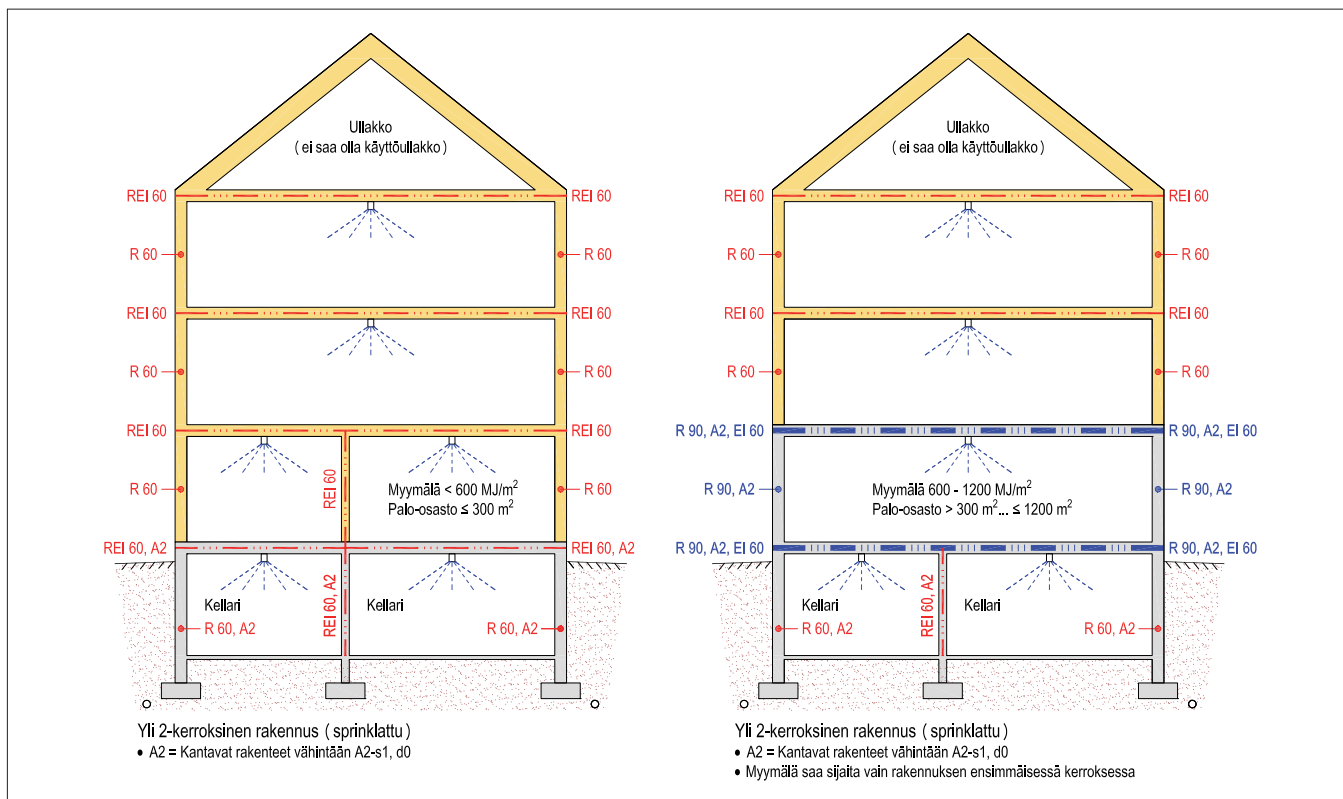 Ullakko
( ei saa olla käyttöullakko)
REI 60
REI 60
R 60
R 60
REI 60
REI 60
R 60
R 60
REI 60
REI 60
REI 60
R 60
Myymälä < 600 MJ/m²
Palo-osasto ≤ 300 m²
R 60
REI 60, A2
REI 60, A2
REI 60, A2
Kellari
Kellari
R 60, A2
R 60, A2
Yli 2-kerroksinen rakennus ( sprinklattu )
• A2 = Kantavat rakenteet vähintään A2-s1, d0
Ullakko
( ei saa olla käyttöullakko)
REI 60
REI 60
R 60
R 60
REI 60
REI 60
R 60
R 60
R 90, A2, EI 60
R 90, A2, EI 60
R 90, A2
Myymälä 600 - 1200 MJ/m²
Palo-osasto > 300 m²... ≤ 1200 m²
R 90, A2
R 90, A2, EI 60
R 90, A2, EI 60
REI 60, A2
Kellari
Kellari
R 60, A2
R 60, A2
Yli 2-kerroksinen rakennus ( sprinklattu )
• A2 = Kantavat rakenteet vähintään A2-s1, d0
• Myymälä saa sijaita vain rakennuksen ensimmäisessä kerroksessa